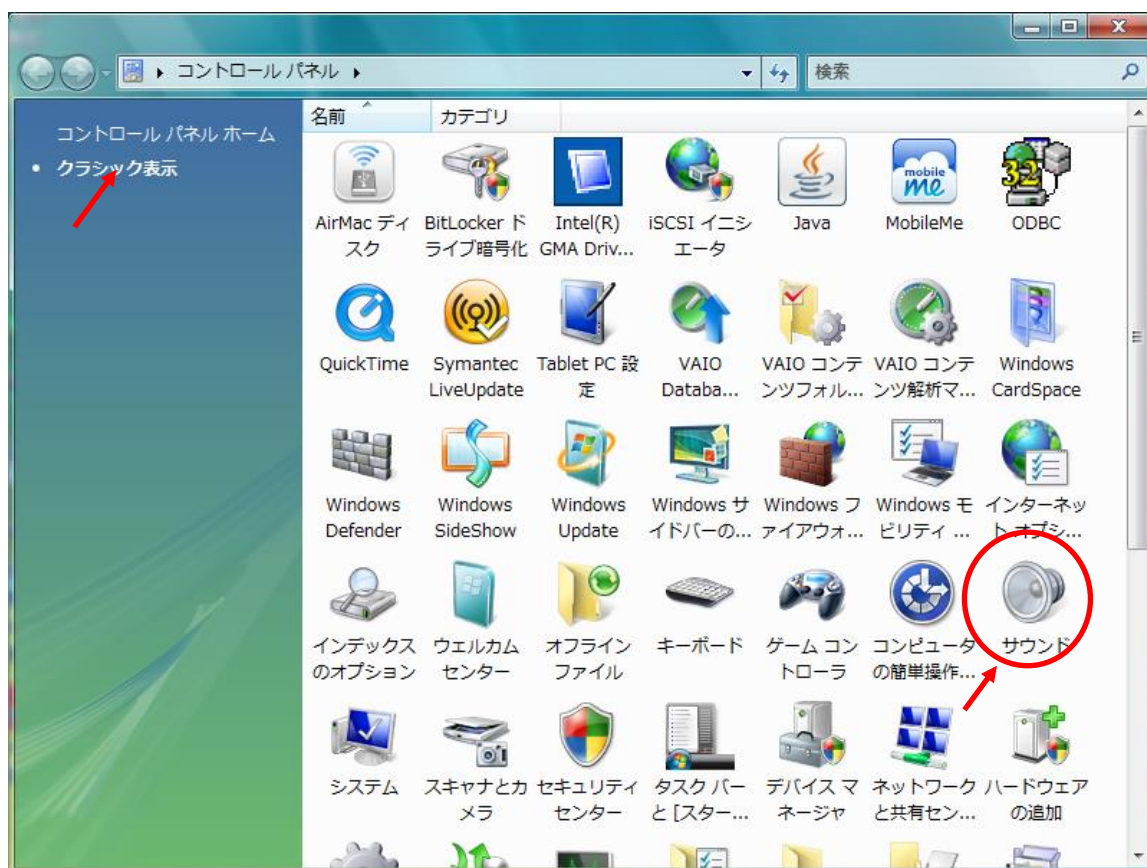 コントロール パネル
検索
コントロール パネル ホーム
クラシック表示
名前 カテゴリ
mobile
me
32
AirMac ディ
スク
BitLocker ド
ライブ暗号化
Intel(R)
GMA Driv...
iSCSI イニシ
エータ
Java
MobileMe
ODBC
QuickTime
Symantec
LiveUpdate
Tablet PC 設
定
VAIO
Databa...
VAIO コンテ
ンツフォル...
VAIO コンテ
ンツ解析マ...
Windows
CardSpace
Windows
Defender
Windows
SideShow
Windows
Update
Windows サ
イドバーの...
Windows フ
ァイアウォ...
Windows モ
ビリティ ...
インターネッ
ト オプシ...
インデックス
のオプション
ウェルカム
センター
オフライン
ファイル
キーボード
ゲーム コン
トローラ
コンピュータ
の簡単操作...
サウンド
システム
スキャナとカ
メラ
セキュリティ
センター
タスク バー
と [スター...
デバイス マ
ネージャ
ネットワーク
と共有セン...
ハードウェア
の追加